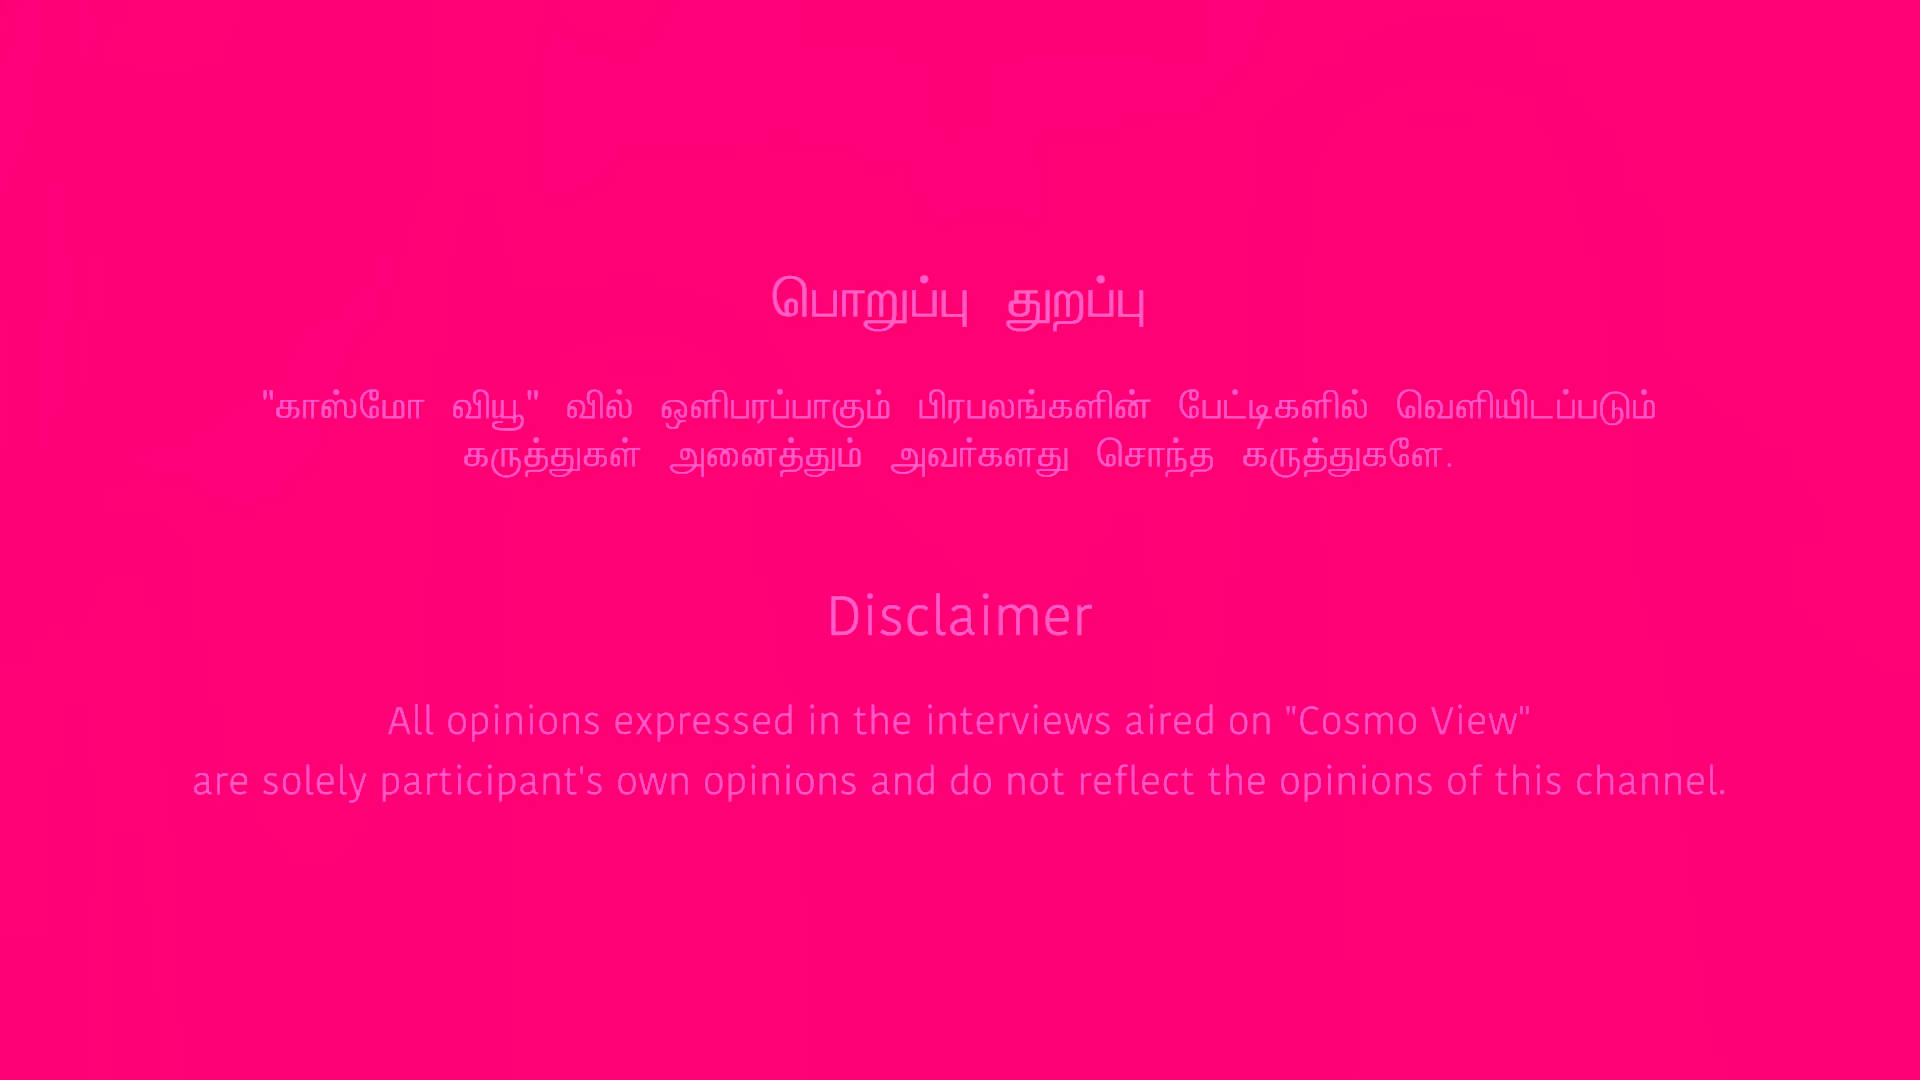 பொறுப்பு துறப்பு
"காஸ்மோ வியூ" வில் ஒளிபரப்பாகும் பிரபலங்களின் பேட்டிகளில் வெளியிடப்படும்
கருத்துகள் அனைத்தும் அவர்களது சொந்த கருத்துகளே.
Disclaimer
All opinions expressed in the interviews aired on "Cosmo View"
are solely participant's own opinions and do not reflect the opinions of this channel.